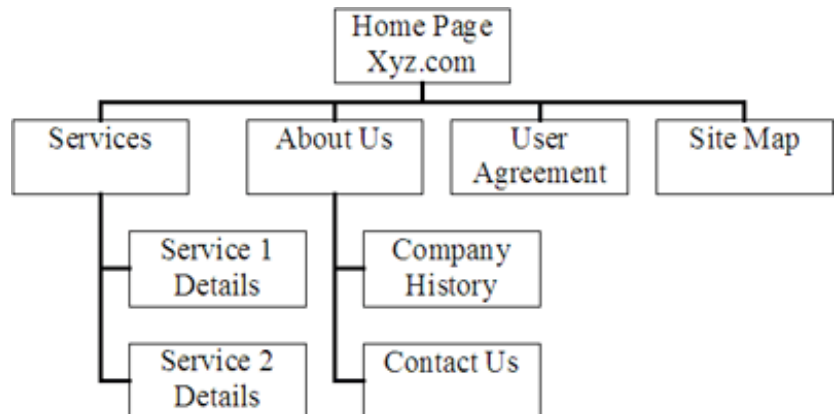 Home Page
Xyz.com
Services
About Us
User
Agreement
Site Map
Service 1
Details
Company
History
Service 2
Details
Contact Us